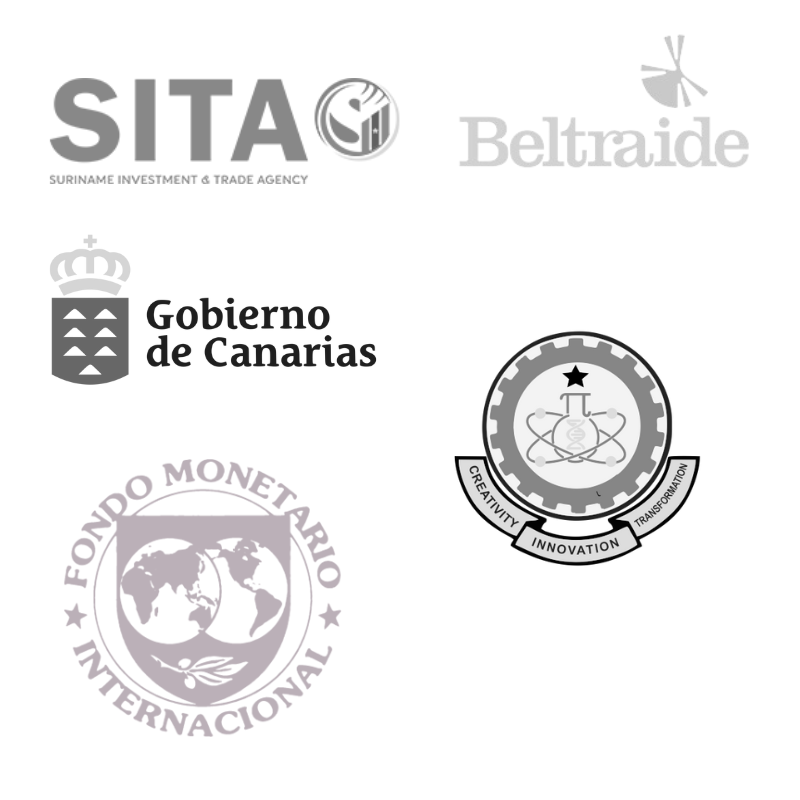 SITA
SURINAME INVESTMENT & TRADE AGENCY
Beltraide
Gobierno
de Canarias
CREATIVITY
INNOVATION
TRANSFORMATION
FONDO MONETARIO
INTERNACIONAL